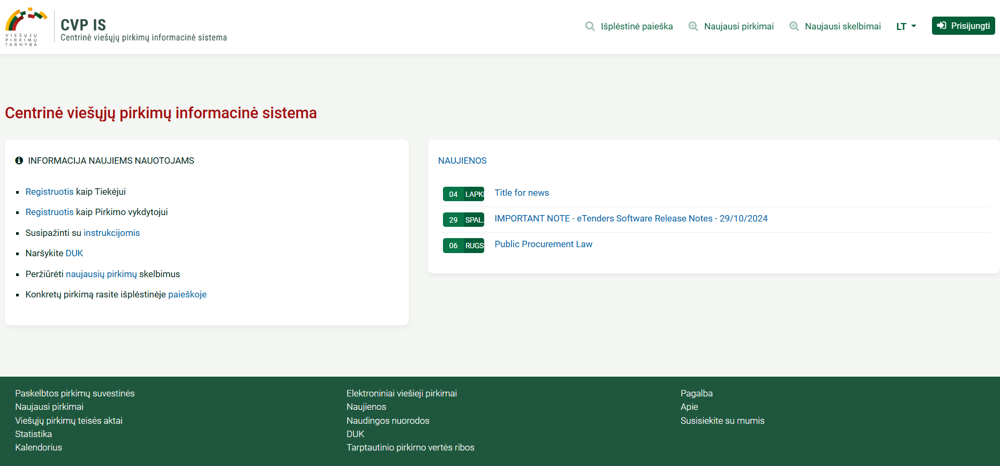 VIEŠŲJŲ
PIRKIMŲ
TARNYBA
CVP IS
Centrinė viešųjų pirkimų informacinė sistema
Išplėstinė paieška
Naujausi pirkimai
Naujausi skelbimai
LT
Prisijungti
Centrinė viešųjų pirkimų informacinė sistema
INFORMACIJA NAUJIEMS NAUOTOJAMS
Registruotis kaip Tiekėjui
Registruotis kaip Pirkimo vykdytojui
Susipažinti su instrukcijomis
Naršykite DUK
Peržiūrėti naujausių pirkimų skelbimus
Konkretų pirkimą rasite išplėstinėje paieškoje
NAUJIENOS
04 LAPKR Title for news
29 SPAL. IMPORTANT NOTE - eTenders Software Release Notes - 29/10/2024
06 RUGS Public Procurement Law
Paskelbtos pirkimų suvestinės
Naujausi pirkimai
Viešųjų pirkimų teisės aktai
Statistika
Kalendorius
Elektroniniai viešieji pirkimai
Naujienos
Naudingos nuorodos
DUK
Tarptautinio pirkimo vertės ribos
Pagalba
Apie
Susisiekite su mumis